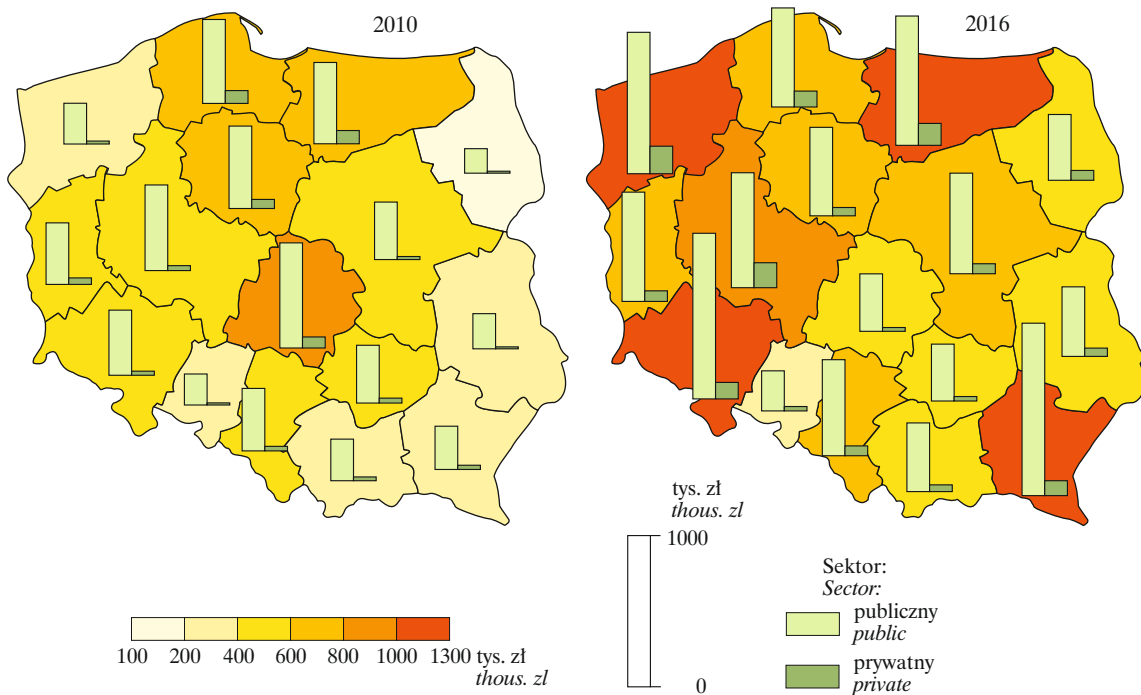 2010
2016
tys. zł
thous. zl
1000
0
Sektor:
Sector:
publiczny
public
prywatny
private
100 200 400 600 800 1000 1300 tys. zł
thous. zl